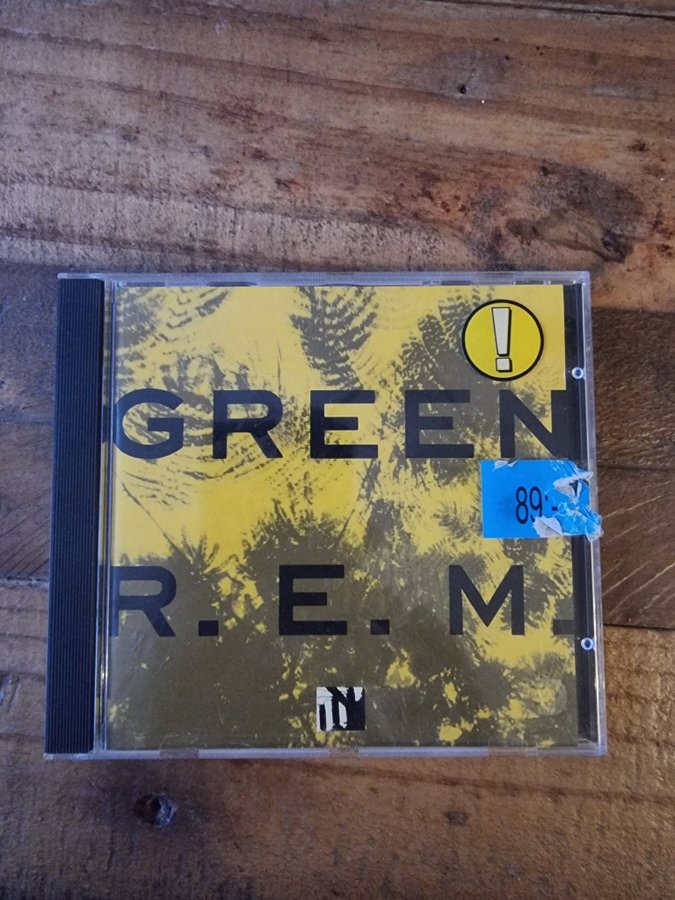 !
GREEN
89:-
R. E. M.